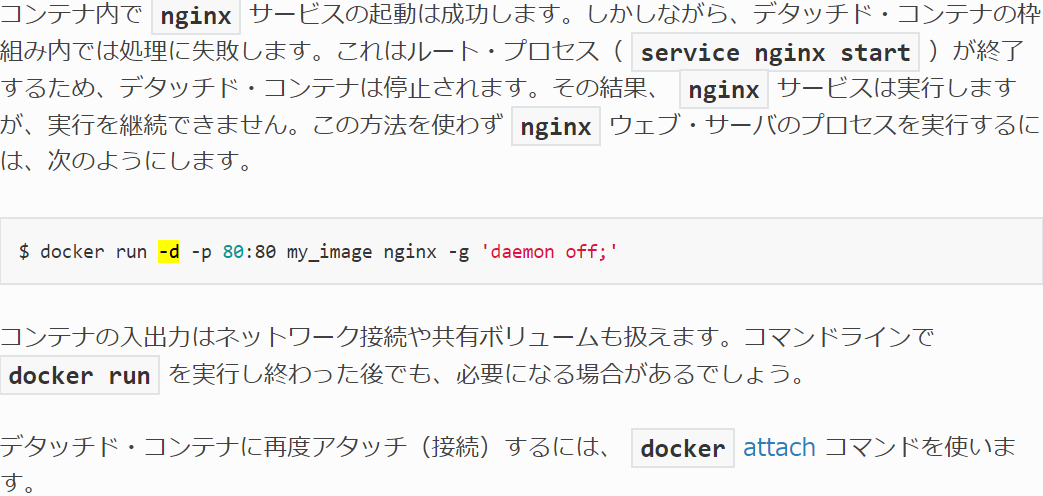 コンテナ内で nginx サービスの起動は成功します。しかしながら、デタッチド・コンテナの枠
組み内では処理に失敗します。これはルート・プロセス（ service nginx start ）が終了
するため、デタッチド・コンテナは停止されます。その結果、 nginx サービスは実行します
が、実行を継続できません。この方法を使わず nginx ウェブ・サーバのプロセスを実行するに
は、次のようにします。
$ docker run -d -p 80:80 my_image nginx -g 'daemon off;'
コンテナの入出力はネットワーク接続や共有ボリュームも扱えます。コマンドラインで
docker run を実行し終わった後でも、必要になる場合があるでしょう。
デタッチド・コンテナに再度アタッチ（接続）するには、 docker attach コマンドを使いま
す。